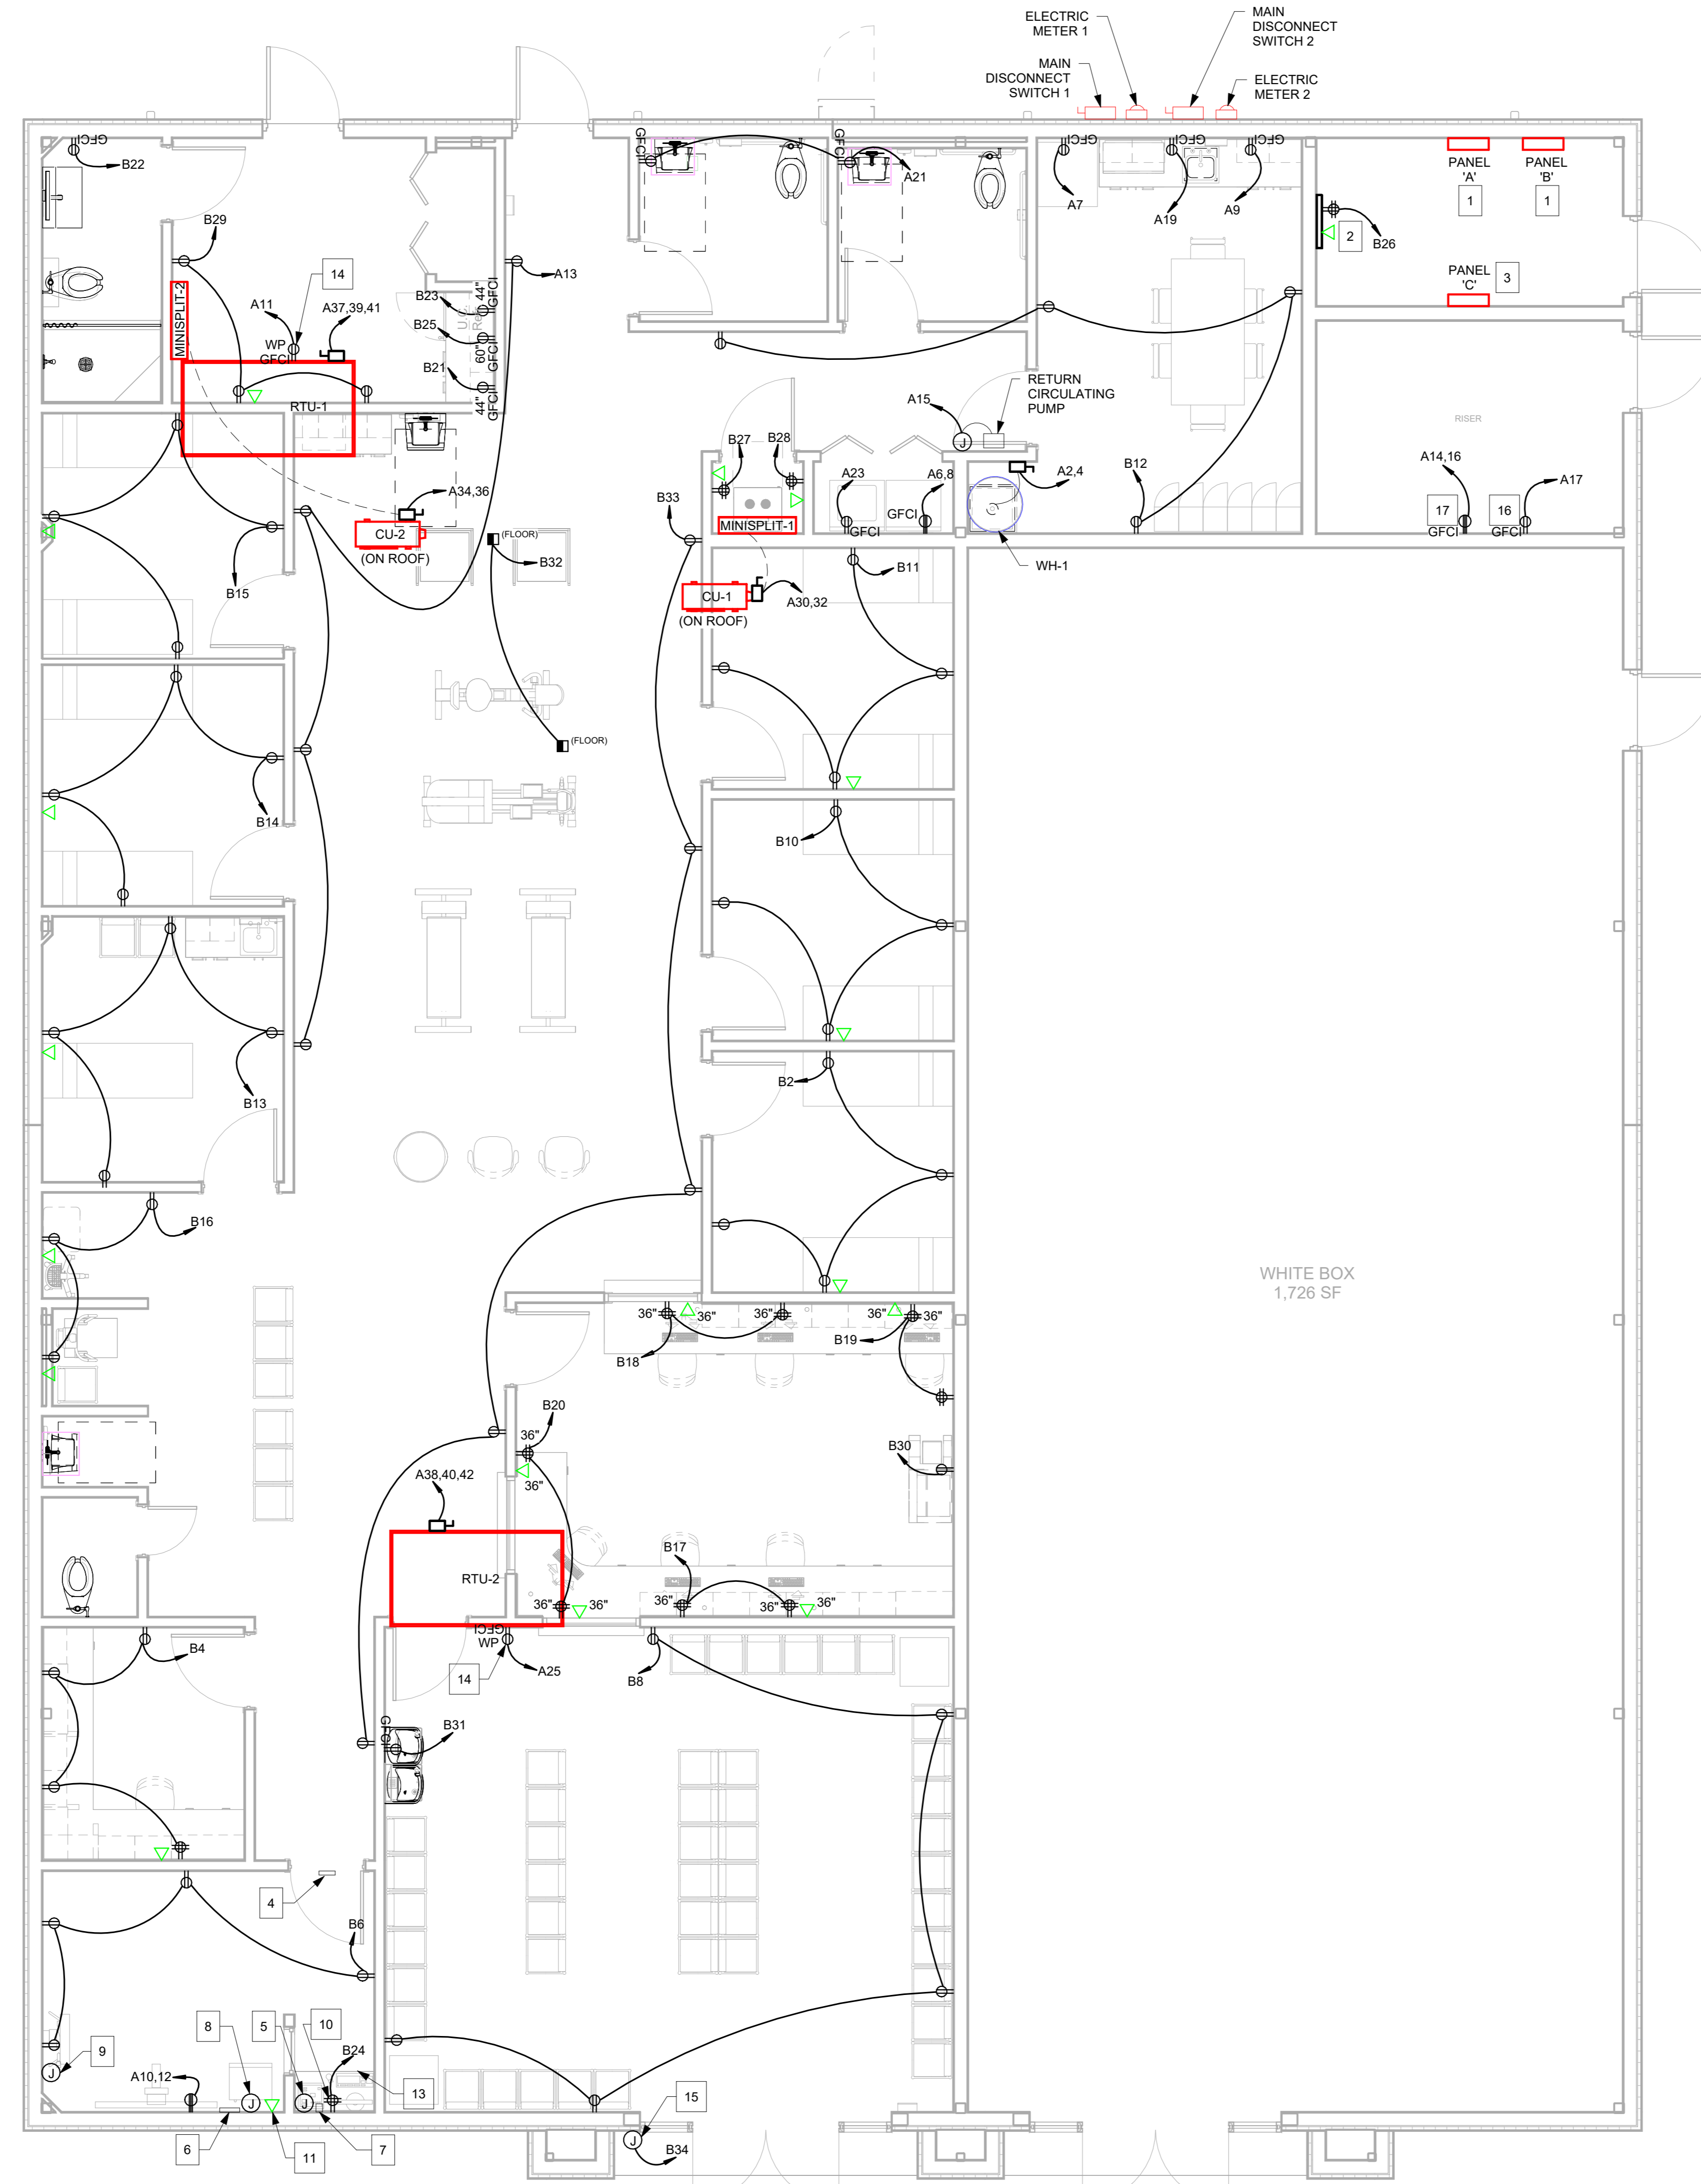 ELECTRIC
METER 1
MAIN
DISCONNECT
SWITCH 2
MAIN
DISCONNECT
SWITCH 1
ELECTRIC
METER 2
GFCI
B22
GFCI
GFCI
A21
GFCI
A7
GFCI
A19
GFCI
A9
PANEL
'A'
1
PANEL
'B'
1
2
B26
PANEL
'C'
3
B29
14
A11
A37,39,41
WP
GFCI
MINISPLIT-2
RTU-1
B23
44"
GFCI
B25
60"
GFCI
B21
44"
GFCI
A13
RETURN
CIRCULATING
PUMP
A15
J
RISER
B27
B28
A23
GFCI
A6,8
GFCI
A2,4
B12
A14,16
17
GFCI
16
GFCI
A17
MINISPLIT-1
WH-1
B33
A34,36
CU-2
(ON ROOF)
(FLOOR)
B32
B15
B11
CU-1
(ON ROOF)
A30,32
(FLOOR)
B14
B10
B13
B2
B16
WHITE BOX
1,726 SF
36"
36"
36"
36"
36"
B18
B19
B20
36"
36"
B30
A38,40,42
RTU-2
B17
36"
36"
36"
36"
36"
GFCI
WP
14
A25
B8
B4
GFCI
B31
4
B6
8
5
10
B24
9
J
A10,12
J
J
13
15
J
B34
6
11
7